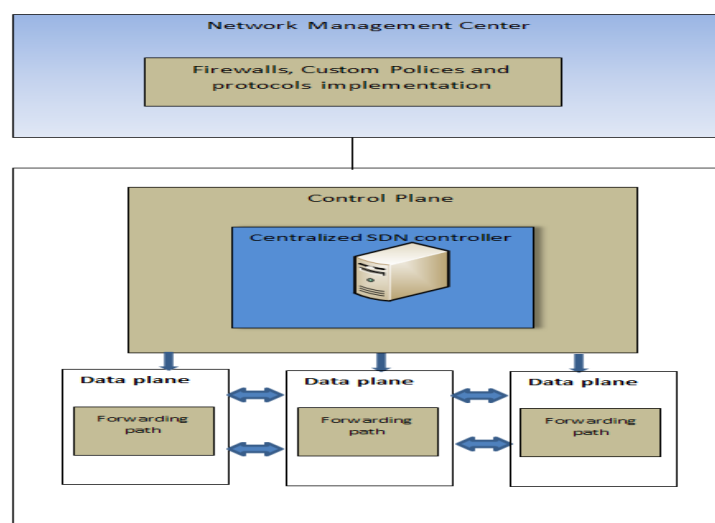 Network Management Center
Firewalls, Custom Polices and
protocols implementation
Control Plane
Centralized SDN controller
Data plane
Forwarding
path
Data plane
Forwarding
path
Data plane
Forwarding
path